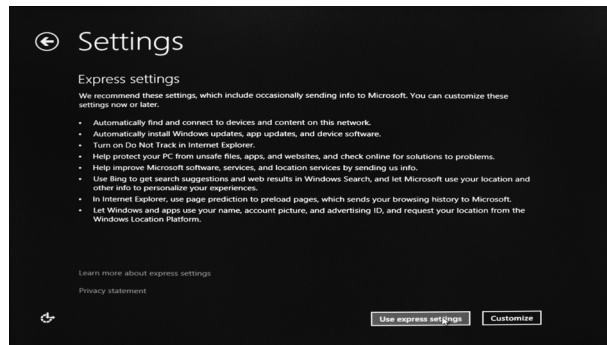 Settings
Express settings
We recommend these settings, which include occasionally sending info to Microsoft. You can customize these
settings now or later.
• Automatically find and connect to devices and content on this network.
• Automatically install Windows updates, app updates, and device software.
• Turn on Do Not Track in Internet Explorer.
• Help protect your PC from unsafe files, apps, and websites, and check online for solutions to problems.
• Help improve Microsoft software, services, and location services by sending us info.
• Use Bing to get search suggestions and web results in Windows Search, and let Microsoft use your location and
other info to personalize your experiences.
• In Internet Explorer, use page prediction to preload pages, which sends your browsing history to Microsoft.
• Let Windows and apps use your name, account picture, and advertising ID, and request your location from the
Windows Location Platform.
Learn more about express settings
Privacy statement
Use express settings
Customize